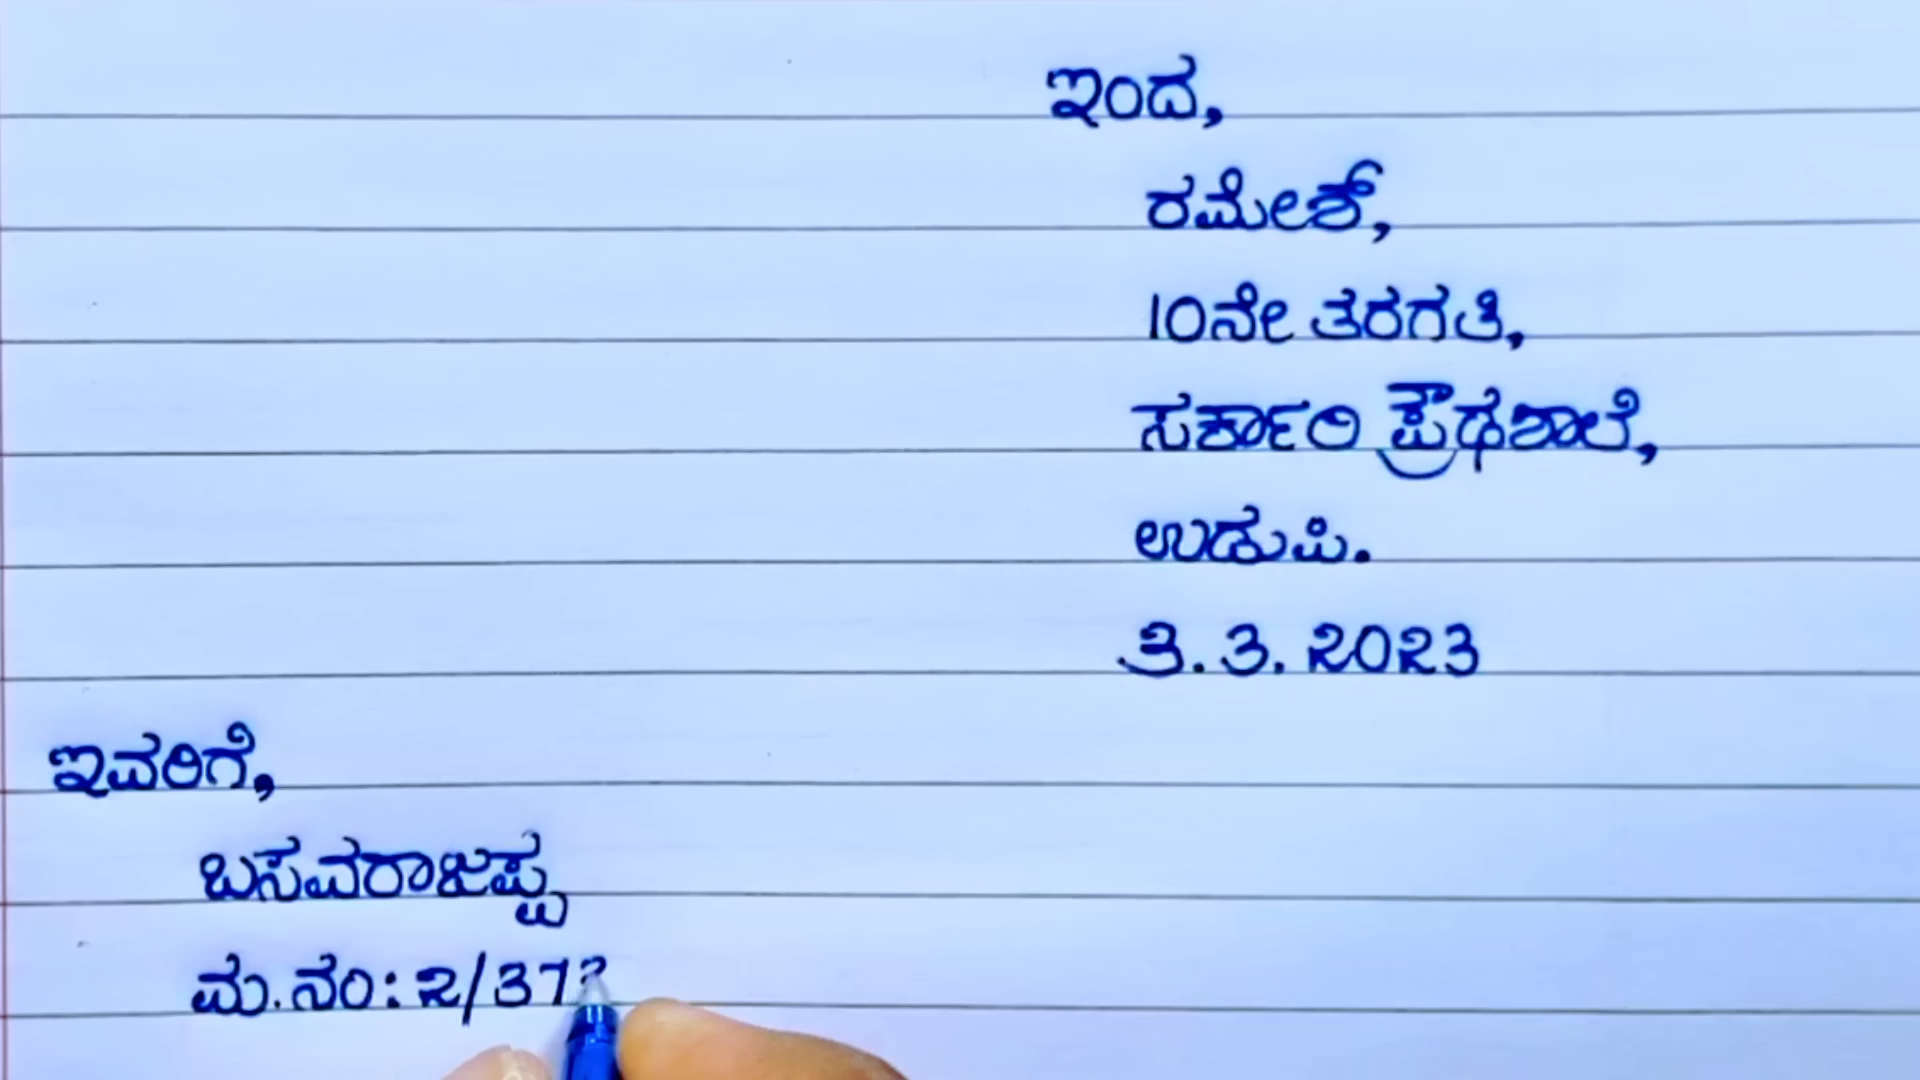 ಇಂದ,
ರಮೇಶ್,
10ನೇ ತರಗತಿ,
ಸರ್ಕಾರಿ ಪ್ರೌಢಶಾಲೆ,
ಉಡುಪಿ.
3.3.2023
ಇವರಿಗೆ,
ಬಸವರಾಜಪ್ಪ
ಮ.ನಂ:2/37